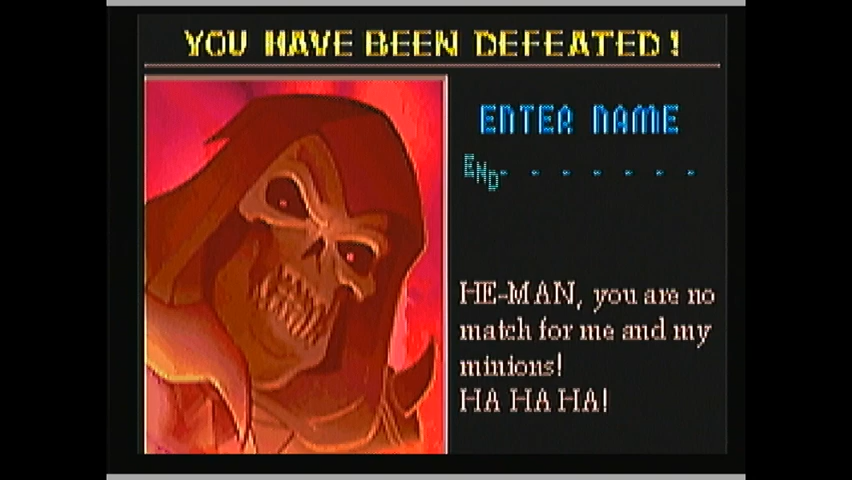 YOU HAVE BEEN DEFEATED!
ENTER NAME
END
HE-MAN, you are no
match for me and my
minions!
HA HA HA!